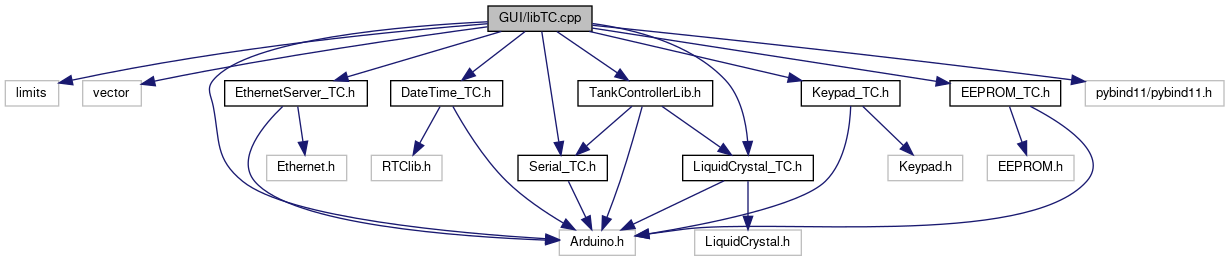 GUI/libTC.cpp
limits
vector
EthernetServer_TC.h
DateTime_TC.h
TankControllerLib.h
Keypad_TC.h
EEPROM_TC.h
pybind11/pybind11.h
Ethernet.h
RTClib.h
Serial_TC.h
LiquidCrystal_TC.h
Keypad.h
EEPROM.h
Arduino.h
LiquidCrystal.h